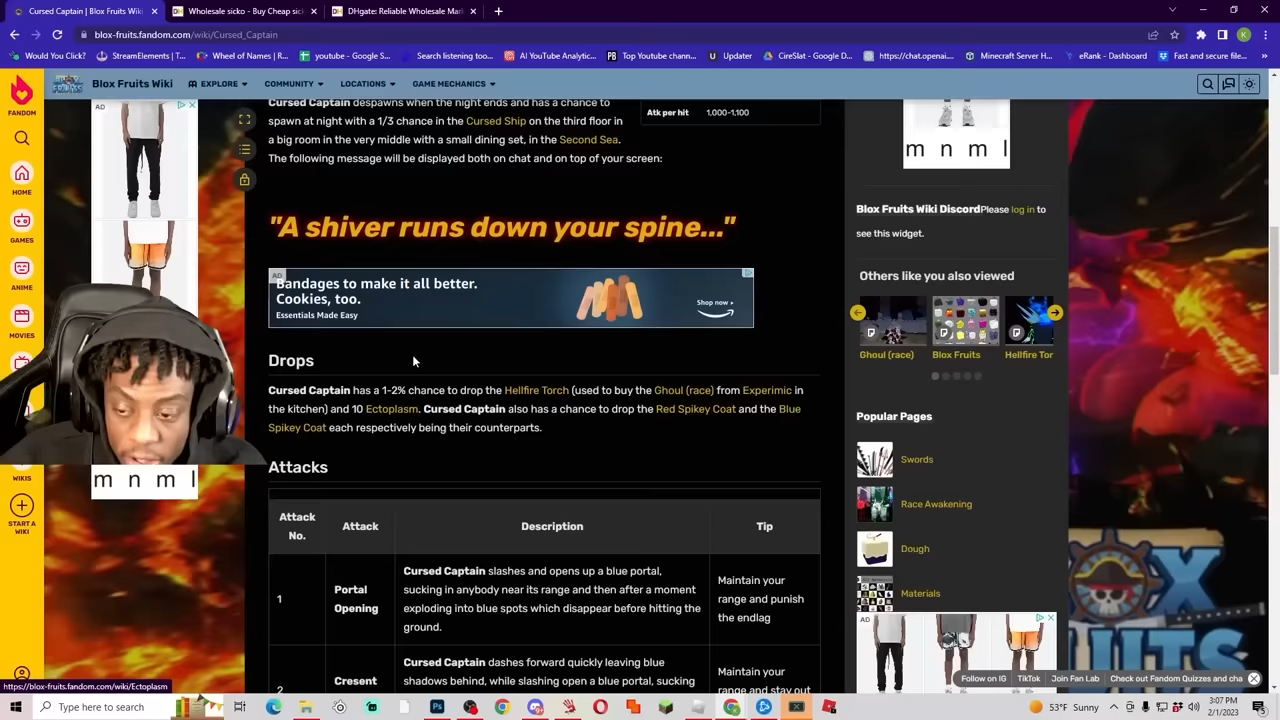 Cursed Captain | Blox Fruits Wiki
Wholesale sicko - Buy Cheap sick
DHgate: Reliable Wholesale Mar
blox-fruits.fandom.com/wiki/Cursed_Captain
Would You Click?
StreamElements - T...
Search listening to...
youtube - Google S...
Search listening...
AI YouTube Analytic...
Top Youtube chann...
Updater
CireSlat - Google D...
https://chat.openai...
Minecraft Server Ho...
eRank - Dashboard
Fast and secure file...
Blox Fruits Wiki
EXPLORE
COMMUNITY
LOCATIONS
GAME MECHANICS
FANDOM
HOME
GAMES
ANIME
MOVIES
WIKIS
START A
WIKI
AD
m n m l
Cursed Captain despawns when the night ends and has a chance to
spawn at night with a 1/3 chance in the Cursed Ship on the third floor in
a big room in the very middle with a small dining set, in the Second Sea.
The following message will be displayed both on chat and on top of your screen:
Atk per hit
1,000-1,100
"A shiver runs down your spine..."
AD
Bandages to make it all better.
Cookies, too.
Essentials Made Easy
Shop now
Drops
Cursed Captain has a 1-2% chance to drop the Hellfire Torch (used to buy the Ghoul (race) from Experimic in
the kitchen) and 10 Ectoplasm. Cursed Captain also has a chance to drop the Red Spikey Coat and the Blue
Spikey Coat each respectively being their counterparts.
Attacks
Attack
No.
Attack
Description
Tip
1
Portal
Opening
Cursed Captain slashes and opens up a blue portal,
sucking in anybody near its range and then after a moment
exploding into blue spots which disappear before hitting the
ground.
Maintain your
range and punish
the endlag
2
Cresent
Cursed Captain dashes forward quickly leaving blue
shadows behind, while slashing open a blue portal, sucking
Maintain your
range and stay out
m n m l
Blox Fruits Wiki DiscordPlease log in to
see this widget.
Others like you also viewed
Ghoul (race)
Blox Fruits
Hellfire Tor
Popular Pages
Swords
Race Awakening
Dough
Materials
AD
Follow on IG
TikTok
Join Fan Lab
Check out Fandom Quizzes and cha
https://blox-fruits.fandom.com/wiki/Ectoplasm
Type here to search
53°F Sunny
3:07 PM
2/1/2023